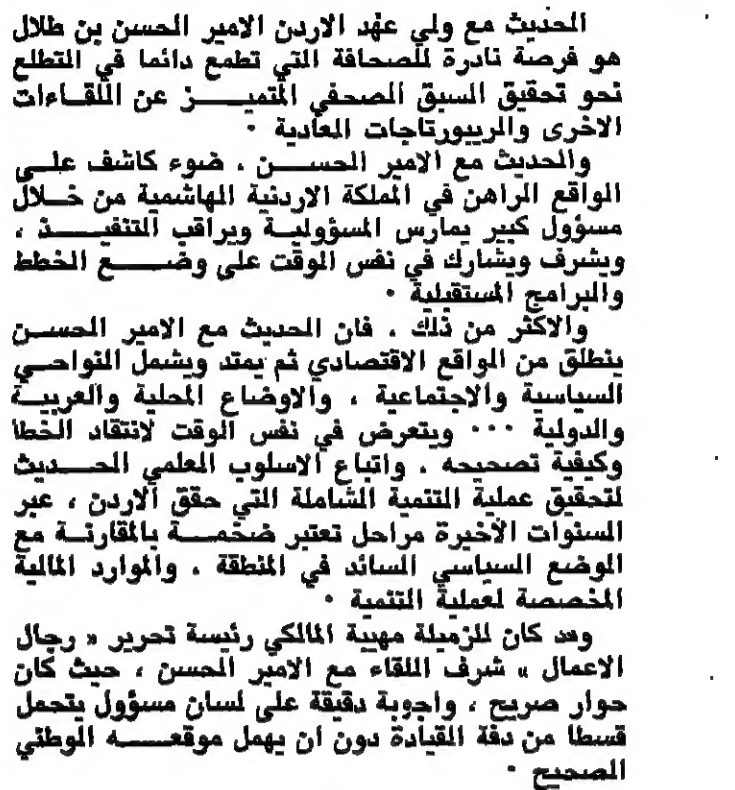 الحديث مع ولي عهد الاردن الامير الحسن بن طلال
هو فرصة نادرة للصحافة التي تطمع دائما في التطلع
نحو تحقيق السبق الصحفي المتميز عن اللقاءات
الاخرى والريبورتاجات العادية ٠
والحديث مع الامير الحسن ، ضوء كاشف على
الواقع الراهن في المملكة الاردنية الهاشمية من خلال
مسؤول كبير يمارس المسؤولية ويراقب التنفيذ ،
ويشرف ويشارك في نفس الوقت على وضع الخطط
والبرامج المستقبلية ٠
والاكثر من ذلك ، فان الحديث مع الامير الحسن
ينطلق من الواقع الاقتصادي ثم يمتد ويشمل النواحي
السياسية والاجتماعية ، والاوضاع المحلية والعربية
والدولية ٠٠٠ ويتعرض في نفس الوقت لانتقاد الخطا
وكيفية تصحيحه ، واتباع الاسلوب العلمي الحديث
لتحقيق عملية التنمية الشاملة التي حقق الاردن ، عبر
السنوات الأخيرة مراحل تعتبر ضخمة بالمقارنة مع
الوضع السياسي السائد في المنطقة ، والموارد المالية
المخصصة لعملية التنمية ٠
وقد كان للزميلة مهيبة المالكي رئيسة تحرير « رجال
الاعمال » شرف اللقاء مع الامير الحسن ، حيث كان
حوار صريح ، واجوبة دقيقة على لسان مسؤول يتحمل
قسطا من دفة القيادة دون ان يهمل موقعه الوطني
الصحيح ٠